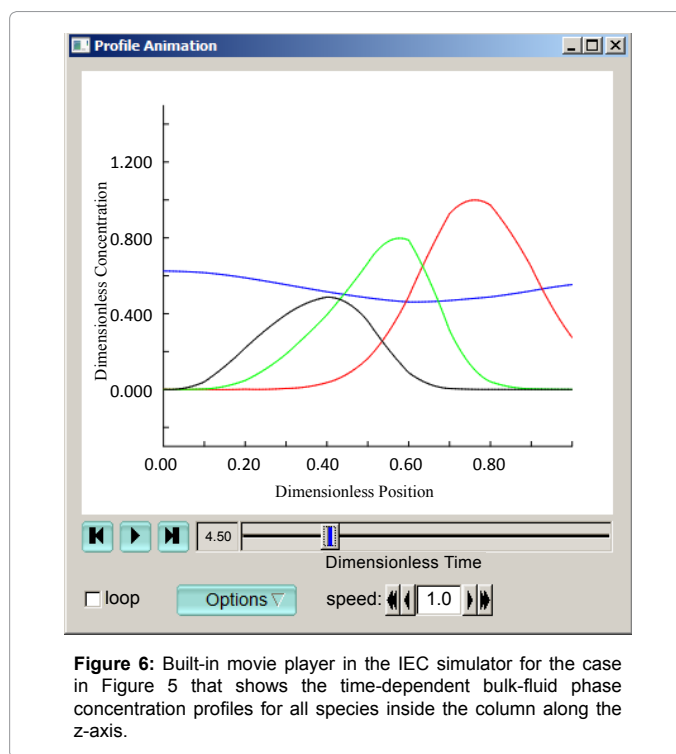 Profile Animation
1.200
0.800
0.400
0.000
Dimensionless Concentration
0.00 0.20 0.40 0.60 0.80
Dimensionless Position
4.50
Dimensionless Time
loop Options speed: 1.0
Figure 6: Built-in movie player in the IEC simulator for the case
in Figure 5 that shows the time-dependent bulk-fluid phase
concentration profiles for all species inside the column along the
z-axis.